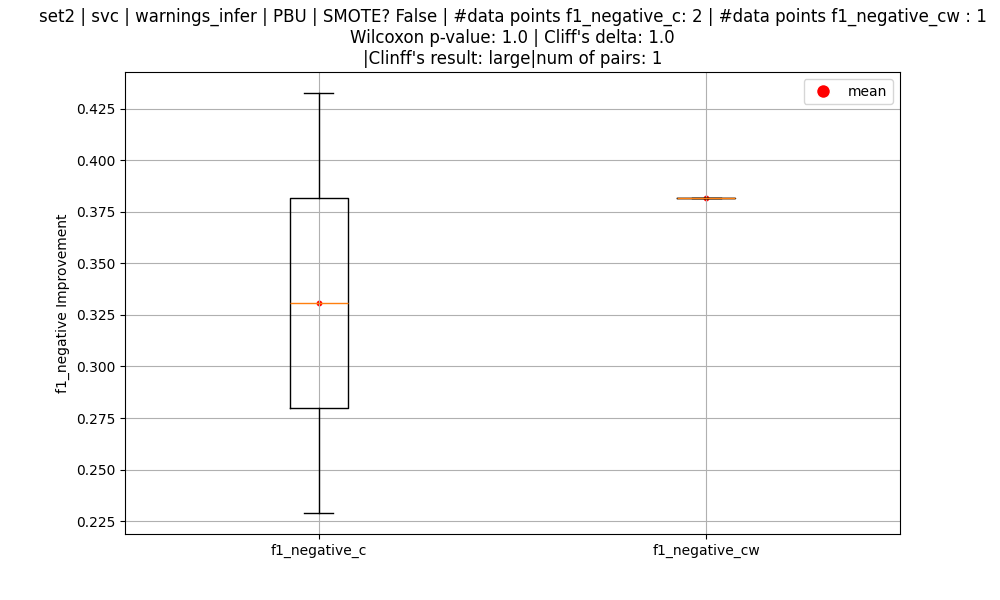 set2 | svc | warnings_infer | PBU | SMOTE? False | #data points f1_negative_c: 2 | #data points f1_negative_cw : 1
Wilcoxon p-value: 1.0 | Cliff's delta: 1.0
|Clinff's result: large|num of pairs: 1
mean
0.425
0.400
0.375
0.350
0.325
0.300
0.275
0.250
0.225
f1_negative Improvement
f1_negative_c
f1_negative_cw